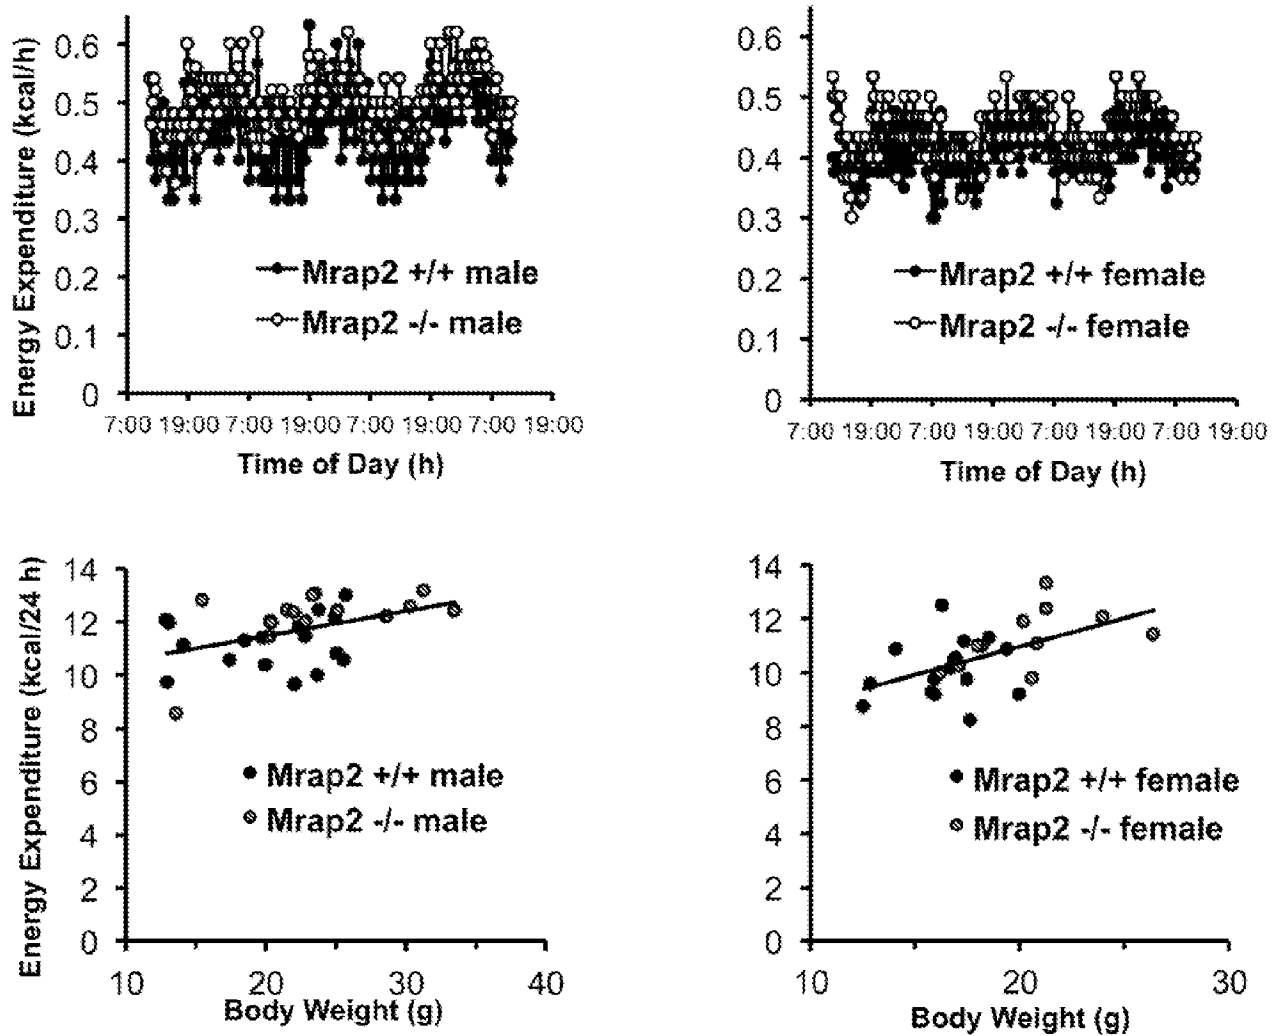 Energy Expenditure (kcal/h)
0.6
0.5
0.4
0.3
0.2
0.1
0
Mrap2 +/+ male
Mrap2 -/- male
7:00 19:00 7:00 19:00 7:00 19:00 7:00 19:00
Time of Day (h)
0.6
0.5
0.4
0.3
0.2
0.1
0
Mrap2 +/+ female
Mrap2 -/- female
7:00 19:00 7:00 19:00 7:00 19:00 7:00 19:00
Time of Day (h)
Energy Expenditure (kcal/24 h)
14
12
10
8
6
4
2
0
Mrap2 +/+ male
Mrap2 -/- male
10 20 30 40
Body Weight (g)
14
12
10
8
6
4
2
0
Mrap2 +/+ female
Mrap2 -/- female
10 20 30
Body Weight (g)